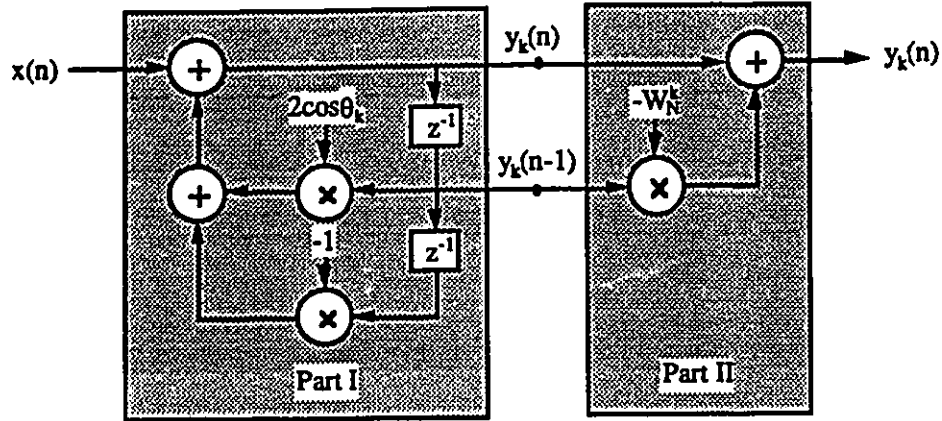 x(n)
y_k(n)
y_k(n)
2cosθ_k
-W_N^k
z⁻¹
y_k(n-1)
-1
z⁻¹
Part I
Part II